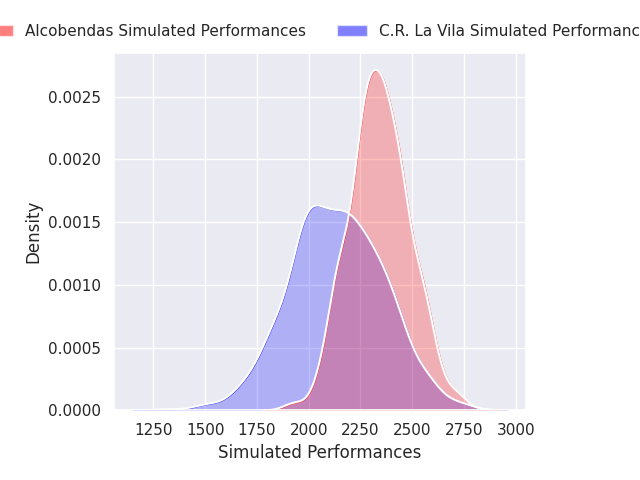 Alcobendas Simulated Performances
C.R. La Vila Simulated Performanc
0.0025
0.0020
0.0015
0.0010
0.0005
0.0000
Density
1250 1500 1750 2000 2250 2500 2750 3000
Simulated Performances